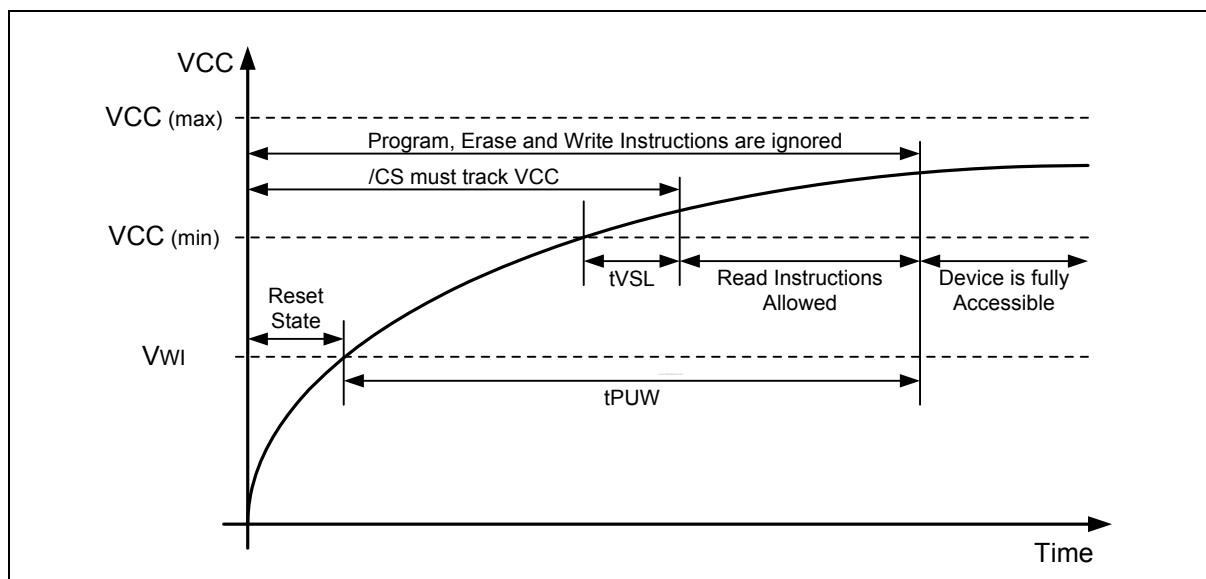 VCC
VCC (max)
Program, Erase and Write Instructions are ignored
/CS must track VCC
VCC (min)
tVSL
Read Instructions
Allowed
Device is fully
Accessible
Reset
State
VWI
tPUW
Time